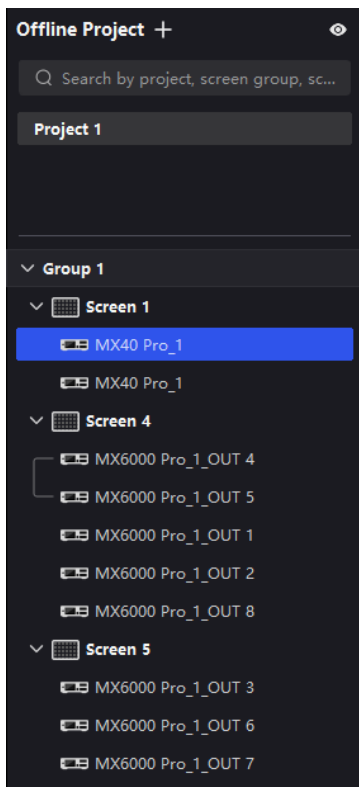 Offline Project +
Search by project, screen group, sc...
Project 1
Group 1
Screen 1
MX40 Pro_1
MX40 Pro_1
Screen 4
MX6000 Pro_1_OUT 4
MX6000 Pro_1_OUT 5
MX6000 Pro_1_OUT 1
MX6000 Pro_1_OUT 2
MX6000 Pro_1_OUT 8
Screen 5
MX6000 Pro_1_OUT 3
MX6000 Pro_1_OUT 6
MX6000 Pro_1_OUT 7